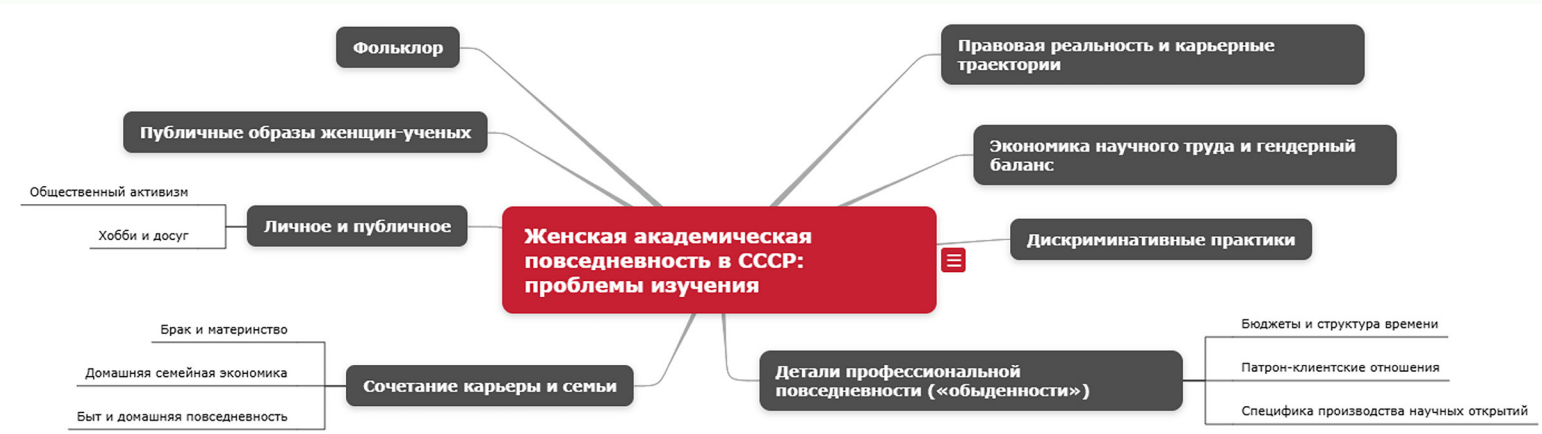 Женская академическая
повседневность в СССР:
проблемы изучения
Правовая реальность и карьерные
траектории
Экономика научного труда и гендерный
баланс
Дискриминативные практики
Детали профессиональной
повседневности («обыденности»)
Бюджеты и структура времени
Патрон-клиентские отношения
Специфика производства научных открытий
Фольклор
Публичные образы женщин-ученых
Личное и публичное
Общественный активизм
Хобби и досуг
Сочетание карьеры и семьи
Брак и материнство
Домашняя семейная экономика
Быт и домашняя повседневность